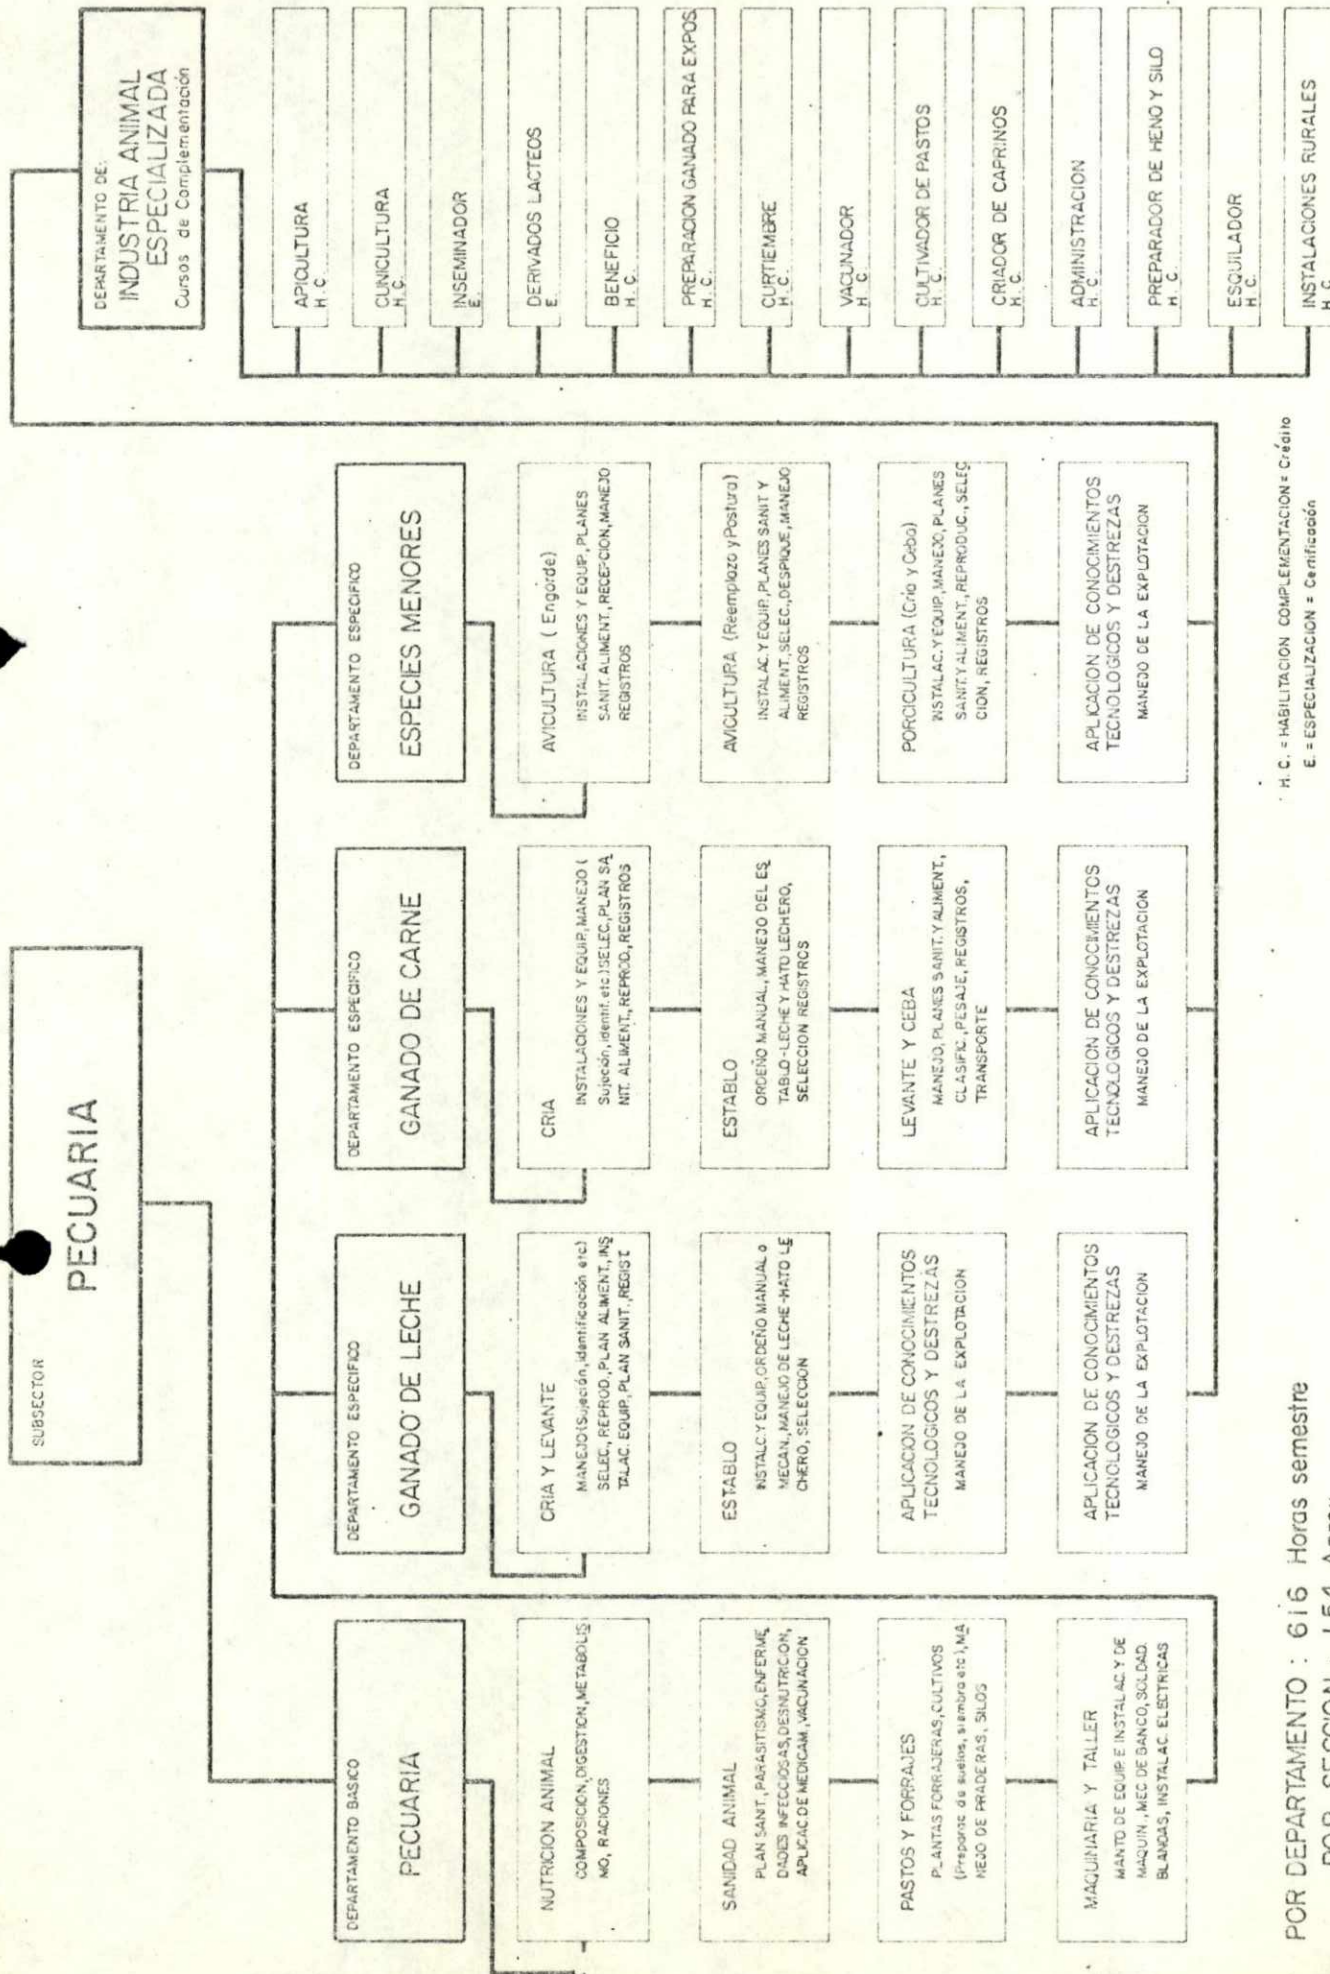 SUBSECTOR
PECUARIA
DEPARTAMENTO BASICO
PECUARIA
NUTRICION ANIMAL
COMPOSICION, DIGESTION, METABOLIS
MO, RACIONES
SANIDAD ANIMAL
PLAN SANIT., PARASITISMO, ENFERME
DADES INFECCIOSAS, DESNUTRICION,
APLICAC. DE MEDICAM., VACUNACION
PASTOS Y FORRAJES
PLANTAS FORRAJERAS, CULTIVOS
(Preparac de suelos, siembra etc), MA
NEJO DE PRADERAS, SILOS
MAQUINARIA Y TALLER
MANTO DE EQUIP. E INSTALAC. Y DE
MAQUIN., MEC DE BANCO, SOLDAD.
BLANDAS, INSTALAC. ELECTRICAS
DEPARTAMENTO ESPECIFICO
GANADO DE LECHE
CRIA Y LEVANTE
MANEJO (Sujeción, identificación etc.)
SELEC., REPROD., PLAN ALIMENT., INS
TALAC. EQUIP., PLAN SANIT., REGIST.
ESTABLO
INSTALC. Y EQUIP., ORDEÑO MANUAL o
MECAN., MANEJO DE LECHE-HATO LE
CHERO, SELECCION
APLICACION DE CONOCIMIENTOS
TECNOLOGICOS Y DESTREZAS
MANEJO DE LA EXPLOTACION
APLICACION DE CONOCIMIENTOS
TECNOLOGICOS Y DESTREZAS
MANEJO DE LA EXPLOTACION
DEPARTAMENTO ESPECIFICO
GANADO DE CARNE
CRIA
INSTALACIONES Y EQUIP., MANEJO (
Sujeción, identif. etc) SELEC., PLAN SA
NIT. ALIMENT., REPROD., REGISTROS
ESTABLO
ORDEÑO MANUAL, MANEJO DEL ES
TABLO-LECHE Y HATO LECHERO,
SELECCION REGISTROS
LEVANTE Y CEBA
MANEJO, PLANES SANIT. Y ALIMENT.,
CLASIFIC., PESAJE, REGISTROS,
TRANSPORTE
APLICACION DE CONOCIMIENTOS
TECNOLOGICOS Y DESTREZAS
MANEJO DE LA EXPLOTACION
DEPARTAMENTO ESPECIFICO
ESPECIES MENORES
AVICULTURA (Engorde)
INSTALACIONES Y EQUIP., PLANES
SANIT. ALIMENT., RECEPCION, MANEJO
REGISTROS
AVICULTURA (Reemplazo y Postura)
INSTALAC. Y EQUIP., PLANES SANIT Y
ALIMENT., SELEC., DESPIQUE, MANEJO
REGISTROS
PORCICULTURA (Cría y Ceba)
INSTALAC. Y EQUIP., MANEJO, PLANES
SANIT. Y ALIMENT., REPRODUC., SELEC
CION, REGISTROS
APLICACION DE CONOCIMIENTOS
TECNOLOGICOS Y DESTREZAS
MANEJO DE LA EXPLOTACION
DEPARTAMENTO DE:
INDUSTRIA ANIMAL
ESPECIALIZADA
Cursos de Complementación
APICULTURA
H. C.
CUNICULTURA
H. C.
INSEMINADOR
E.
DERIVADOS LACTEOS
E.
BENEFICIO
H. C.
PREPARACION GANADO PARA EXPOS.
H. C.
CURTIEMBRE
H. C.
VACUNADOR
H. C.
CULTIVADOR DE PASTOS
H. C.
CRIADOR DE CAPRINOS
H. C.
ADMINISTRACION
H. C.
PREPARADOR DE HENO Y SILO
H. C.
ESQUILADOR
H. C.
INSTALACIONES RURALES
H. C.
H. C. = HABILITACION COMPLEMENTACION = Crédito
E. = ESPECIALIZACION = Certificación
POR DEPARTAMENTO : 616 Horas semestre
POR SECCION 154